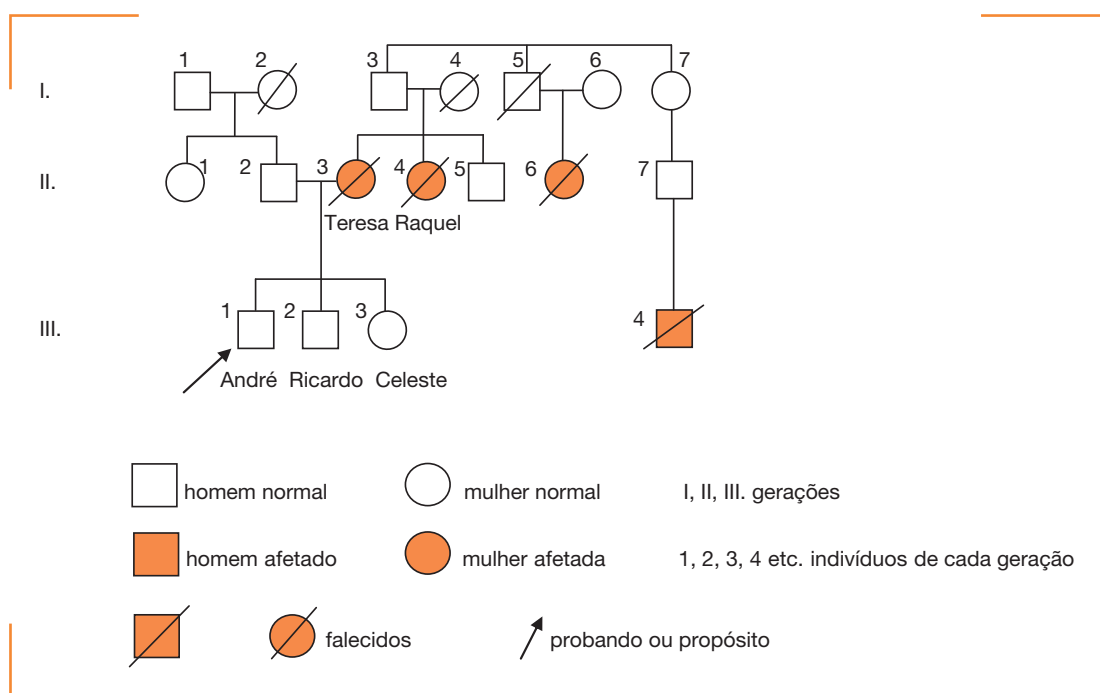 1 2 3 4 5 6 7
I.
1 2 3 4 5 6 7
II.
Teresa Raquel
1 2 3 4
III.
André Ricardo Celeste
homem normal mulher normal I, II, III. gerações
homem afetado mulher afetada 1, 2, 3, 4 etc. indivíduos de cada geração
falecidos probando ou propósito